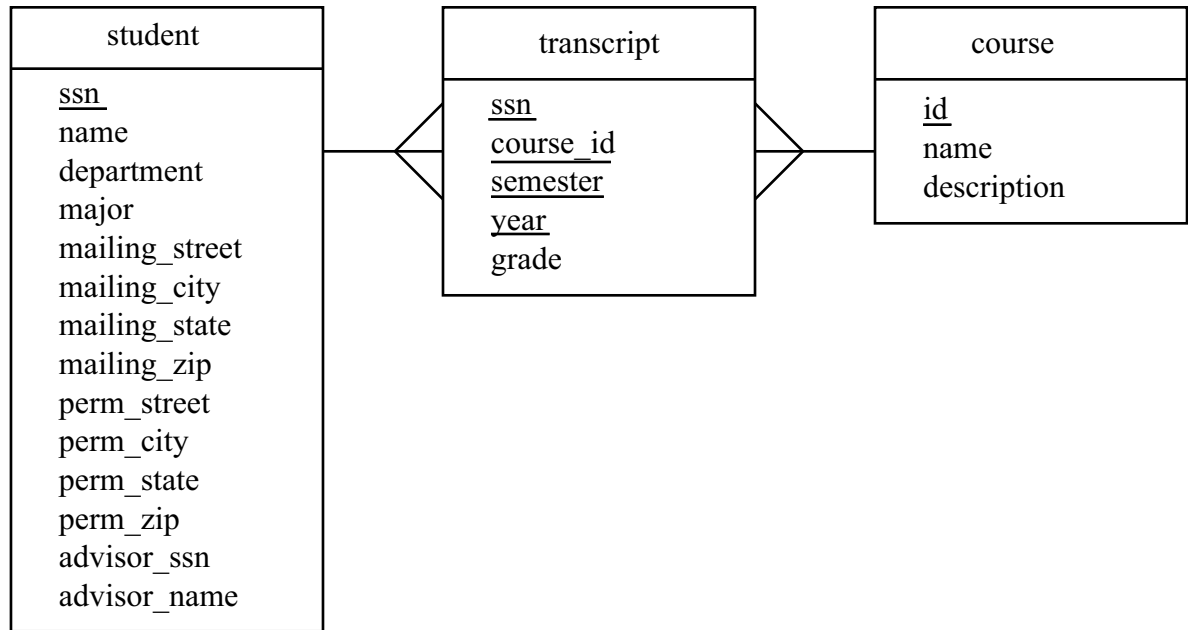 student
ssn
name
department
major
mailing_street
mailing_city
mailing_state
mailing_zip
perm_street
perm_city
perm_state
perm_zip
advisor_ssn
advisor_name
transcript
ssn
course_id
semester
year
grade
course
id
name
description